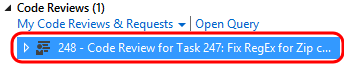 Code Reviews (1)
My Code Reviews & Requests | Open Query
248 - Code Review for Task 247: Fix RegEx for Zip c...